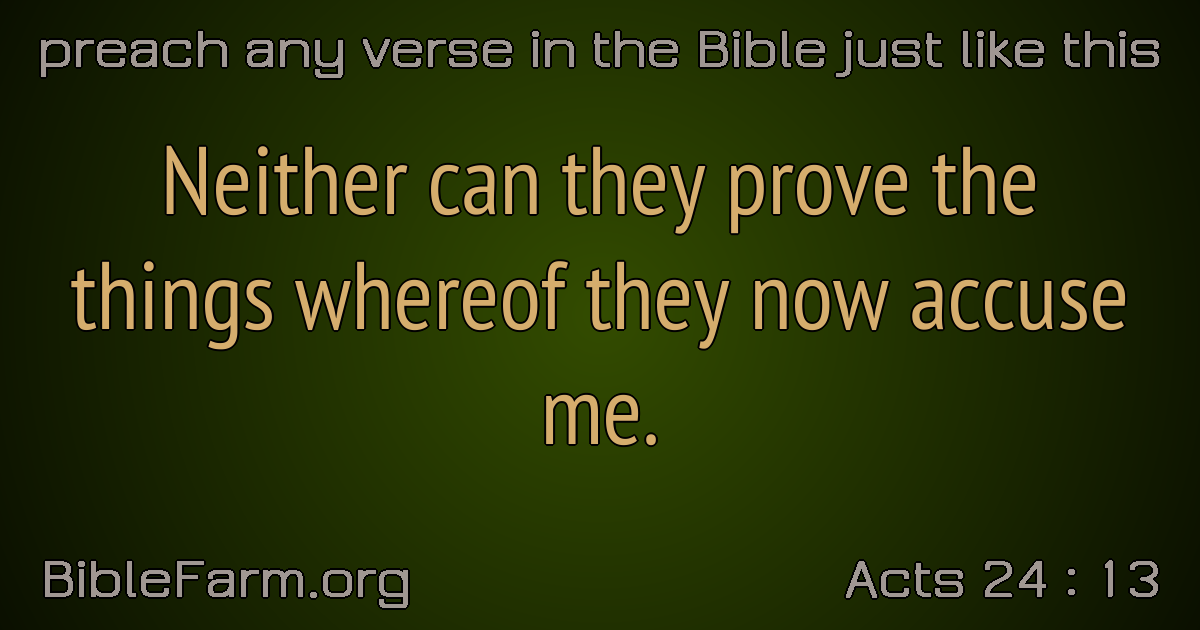 preach any verse in the Bible just like this
Neither can they prove the
things whereof they now accuse
me.
BibleFarm.org
Acts 24 : 13